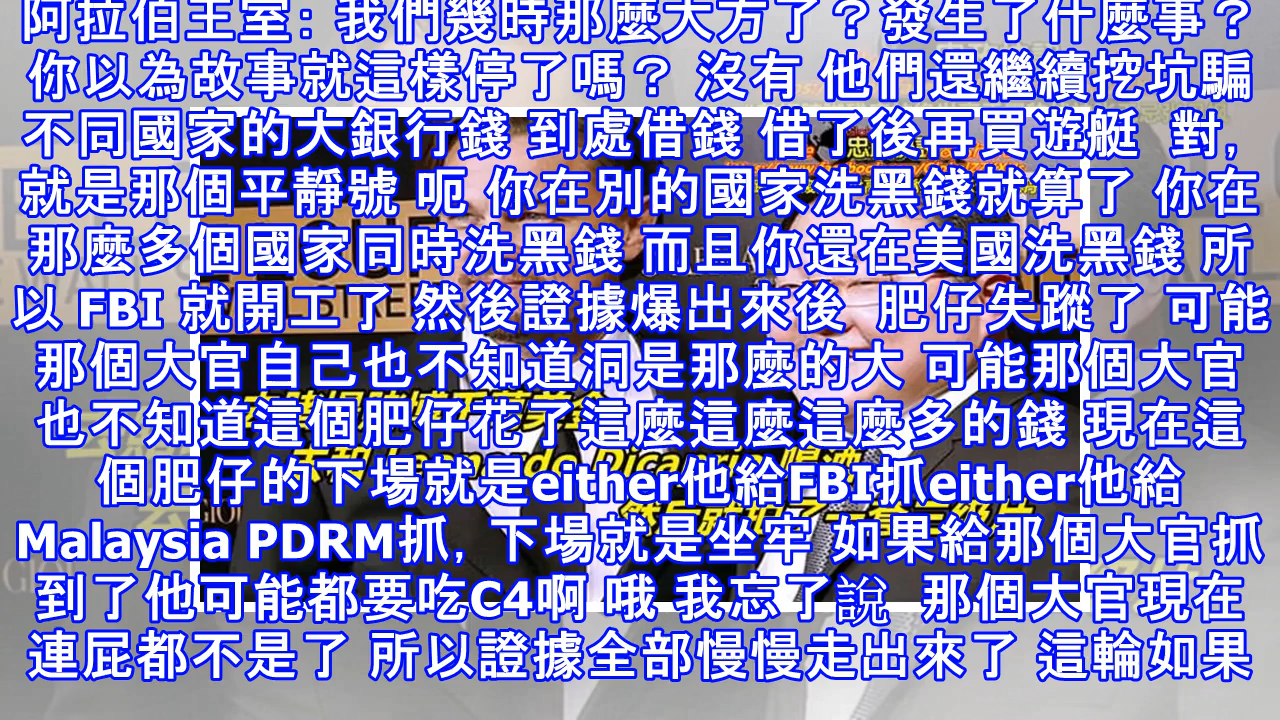 阿拉伯王室: 我們幾時那麼大方了？發生了什麼事？
你以為故事就這樣停了嗎？ 沒有 他們還繼續挖坑騙
不同國家的大銀行錢 到處借錢 借了後再買遊艇 對,
就是那個平靜號 呃 你在別的國家洗黑錢就算了 你在
那麼多個國家同時洗黑錢 而且你還在美國洗黑錢 所
以 FBI 就開工了 然後證據爆出來後 肥仔失蹤了 可能
那個大官自己也不知道洞是那麼的大 可能那個大官
也不知道這個肥仔花了這麼這麼這麼多的錢 現在這
個肥仔的下場就是either他給FBI抓either他給
Malaysia PDRM抓, 下場就是坐牢 如果給那個大官抓
到了他可能都要吃C4啊 哦 我忘了說 那個大官現在
連屁都不是了 所以證據全部慢慢走出來了 這輪如果
Leonardo Dicaprio